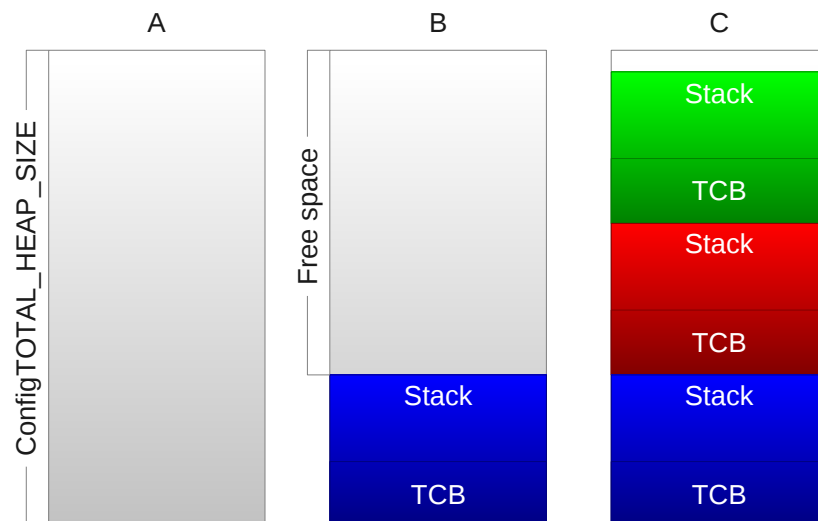 A
B
C
ConfigTOTAL_HEAP_SIZE
Free space
Stack
TCB
Stack
TCB
Stack
TCB
Stack
TCB